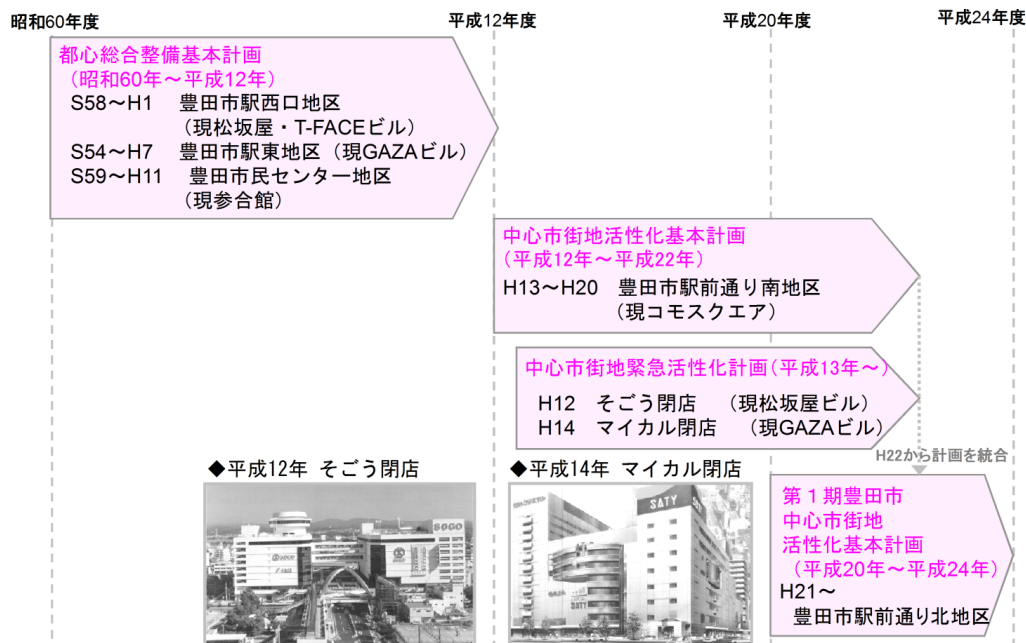 昭和60年度
平成12年度
平成20年度
平成24年度
都心総合整備基本計画
(昭和60年～平成12年)
S58～H1 豊田市駅西口地区
(現松坂屋・T-FACEビル)
S54～H7 豊田市駅東地区(現GAZAビル)
S59～H11 豊田市民センター地区
(現参合館)
中心市街地活性化基本計画
(平成12年～平成22年)
H13～H20 豊田市駅前通り南地区
(現コモスクエア)
中心市街地緊急活性化計画(平成13年～)
H12 そごう閉店 (現松坂屋ビル)
H14 マイカル閉店 (現GAZAビル)
H22から計画を統合
◆平成12年 そごう閉店
SOGO
◆平成14年 マイカル閉店
SATY
SATY
第１期豊田市
中心市街地
活性化基本計画
(平成20年～平成24年)
H21～
豊田市駅前通り北地区